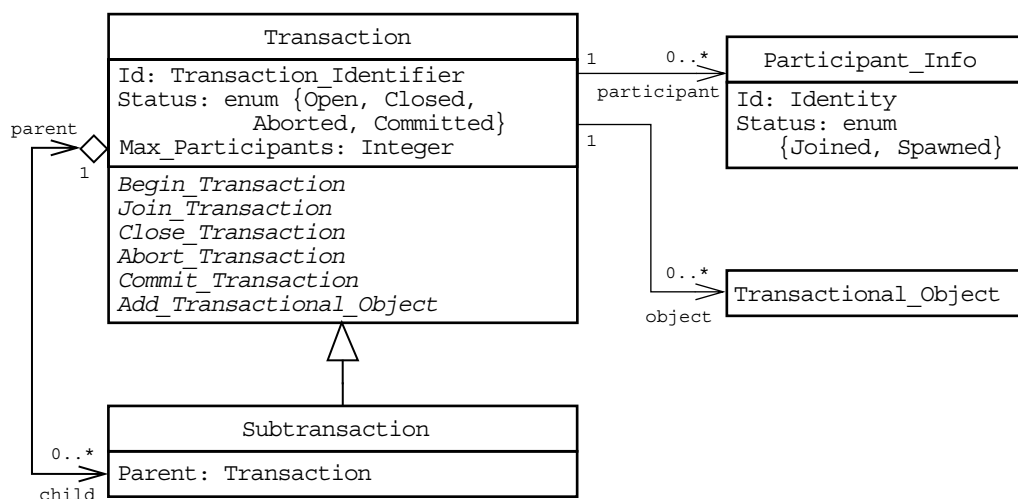 Transaction
Id: Transaction_Identifier
Status: enum {Open, Closed,
Aborted, Committed}
Max_Participants: Integer
Begin_Transaction
Join_Transaction
Close_Transaction
Abort_Transaction
Commit_Transaction
Add_Transactional_Object
parent
1
1
0..*
participant
1
0..*
object
Participant_Info
Id: Identity
Status: enum
{Joined, Spawned}
Transactional_Object
Subtransaction
Parent: Transaction
0..*
child